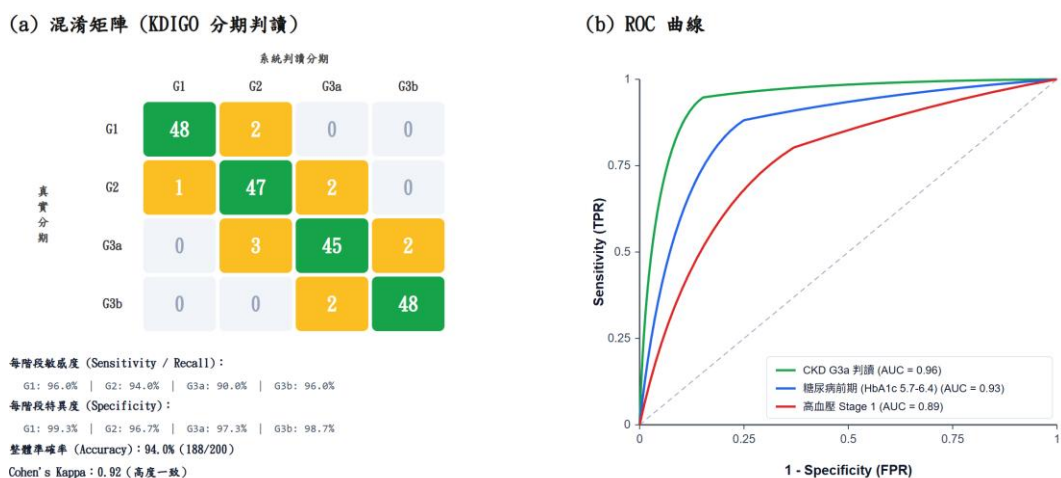 (a) 混淆矩陣 (KDIGO 分期判讀)
系統判讀分期
G1 G2 G3a G3b
G1 48 2 0 0
G2 1 47 2 0
G3a 0 3 45 2
G3b 0 0 2 48
真實分期
每階段敏感度 (Sensitivity / Recall):
G1: 96.0% | G2: 94.0% | G3a: 90.0% | G3b: 96.0%
每階段特異度 (Specificity):
G1: 99.3% | G2: 96.7% | G3a: 97.3% | G3b: 98.7%
整體準確率 (Accuracy):94.0% (188/200)
Cohen's Kappa:0.92 (高度一致)
(b) ROC 曲線
Sensitivity (TPR)
1
0.75
0.5
0.25
0
CKD G3a 判讀 (AUC = 0.96)
糖尿病前期 (HbA1c 5.7-6.4) (AUC = 0.93)
高血壓 Stage 1 (AUC = 0.89)
0 0.25 0.5 0.75 1
1 - Specificity (FPR)